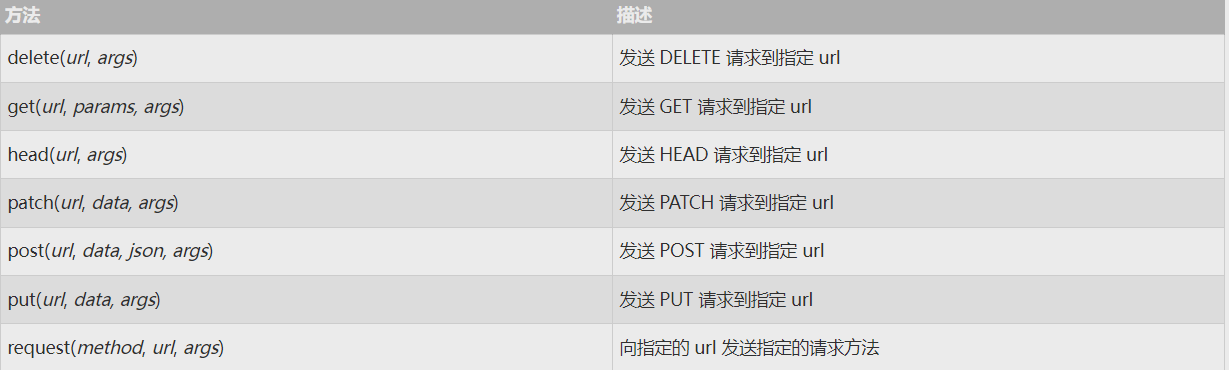 方法 描述
delete(url, args) 发送 DELETE 请求到指定 url
get(url, params, args) 发送 GET 请求到指定 url
head(url, args) 发送 HEAD 请求到指定 url
patch(url, data, args) 发送 PATCH 请求到指定 url
post(url, data, json, args) 发送 POST 请求到指定 url
put(url, data, args) 发送 PUT 请求到指定 url
request(method, url, args) 向指定的 url 发送指定的请求方法